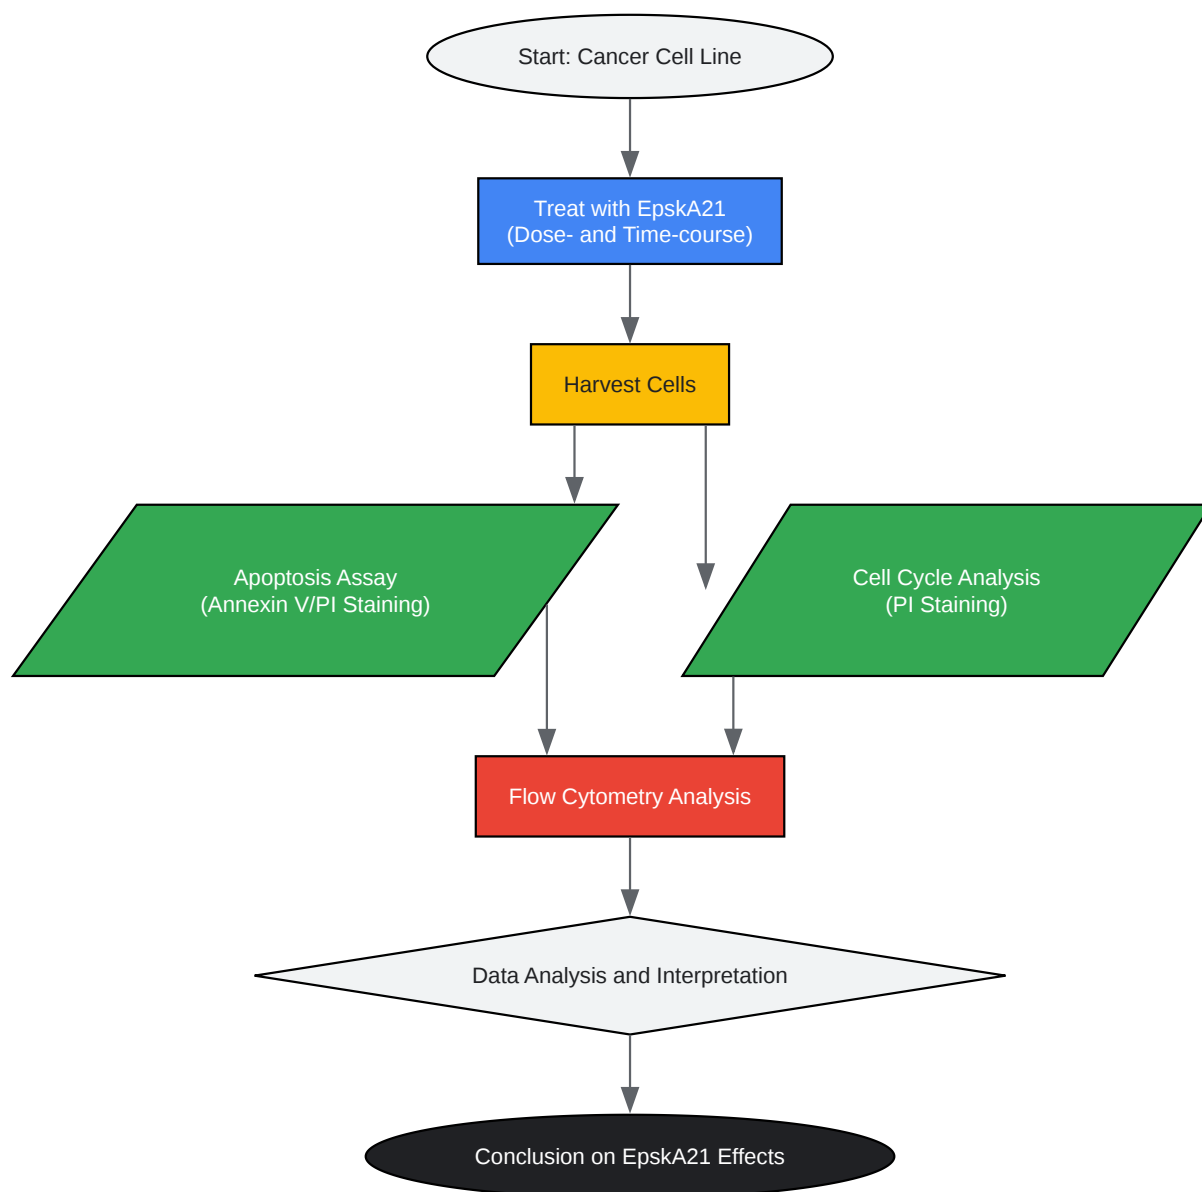 Start: Cancer Cell Line
Treat with EpskA21
(Dose- and Time-course)
Harvest Cells
Apoptosis Assay
(Annexin V/PI Staining)
Cell Cycle Analysis
(PI Staining)
Flow Cytometry Analysis
Data Analysis and Interpretation
Conclusion on EpskA21 Effects